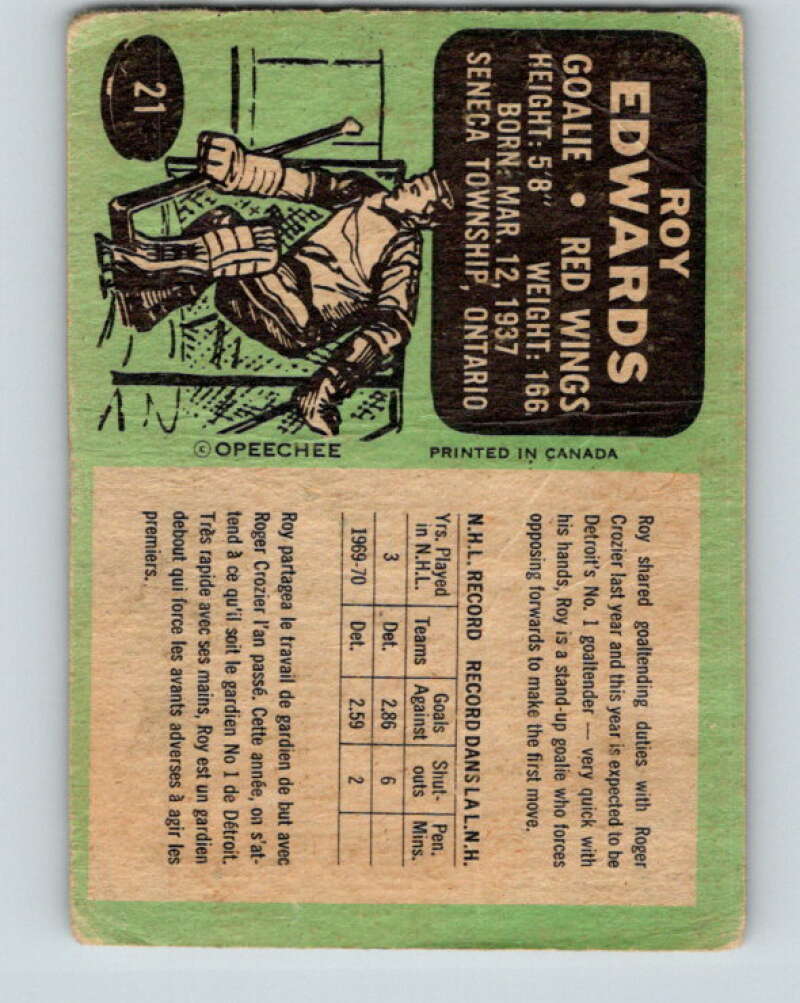 ROY
EDWARDS
GOALIE • RED WINGS
HEIGHT: 5'8" WEIGHT: 166
BORN: MAR. 12, 1937
SENECA TOWNSHIP, ONTARIO
21
© OPEECHEE
PRINTED IN CANADA
Roy shared goaltending duties with Roger
Crozier last year and this year is expected to be
Detroit's No. 1 goaltender — very quick with
his hands, Roy is a stand-up goalie who forces
opposing forwards to make the first move.
N.H.L. RECORD RECORD DANS LA L.N.H.
Yrs. Played Teams Goals Shut- Pen.
in N.H.L. Against outs Mins.
3 Det. 2.86 6
1969-70 Det. 2.59 2
Roy partagea le travail de gardien de but avec
Roger Crozier l'an passé. Cette année, on s'at-
tend à ce qu'il soit le gardien No 1 de Détroit.
Très rapide avec ses mains, Roy est un gardien
debout qui force les avants adverses à agir les
premiers.